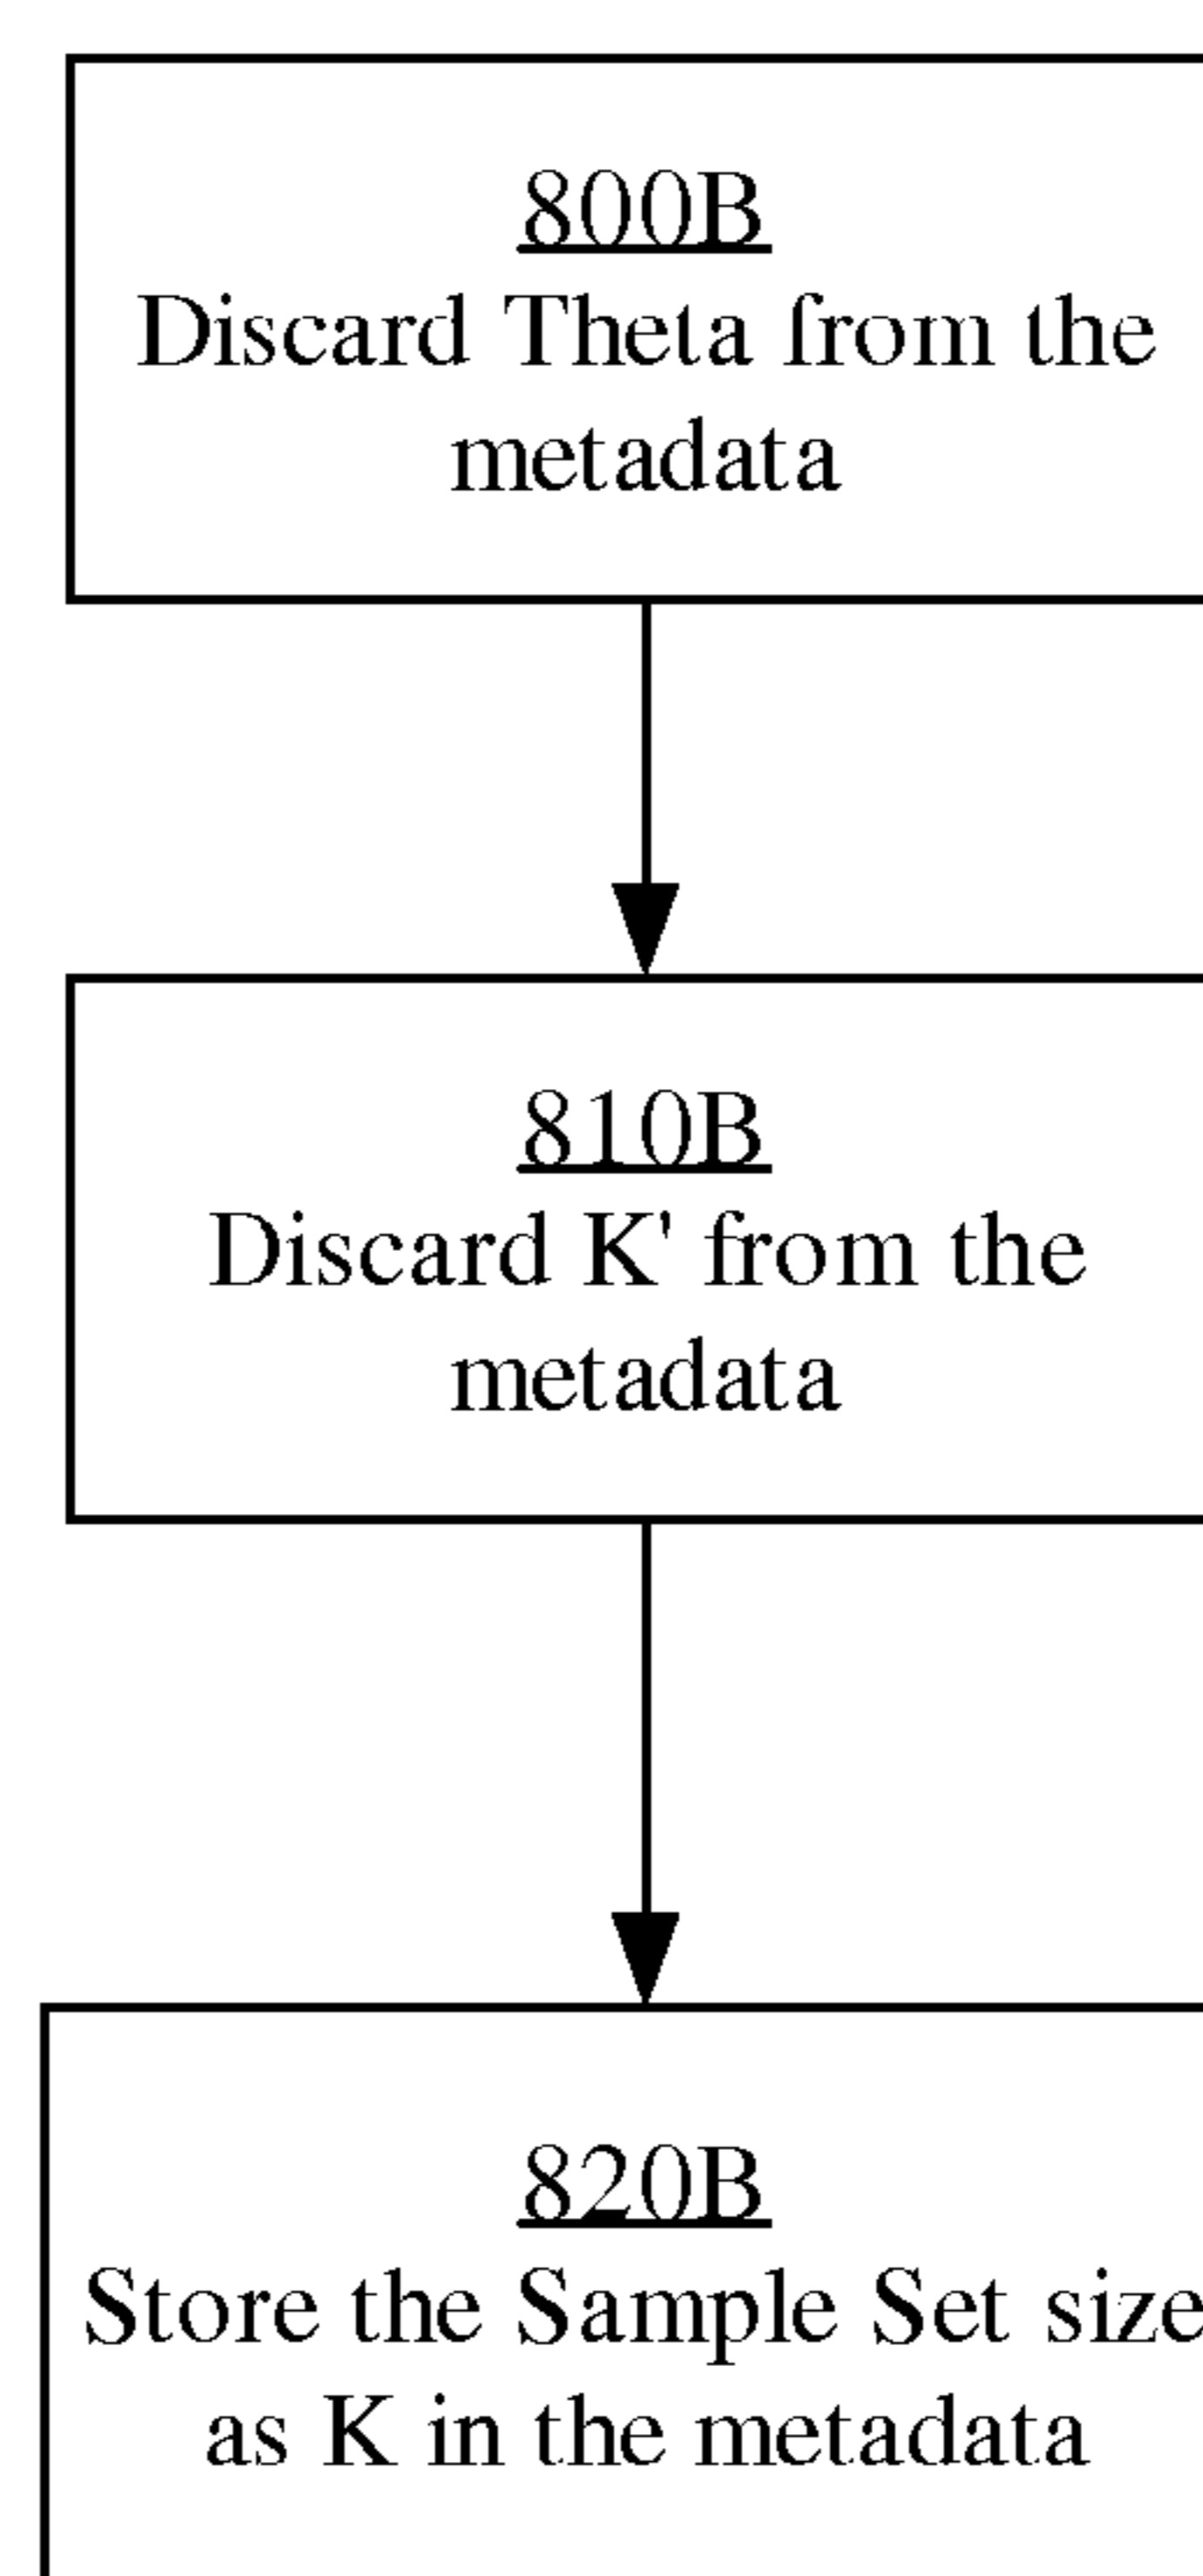 800B
Discard Theta from the
metadata
810B
Discard K' from the
metadata
820B
Store the Sample Set size
as K in the metadata